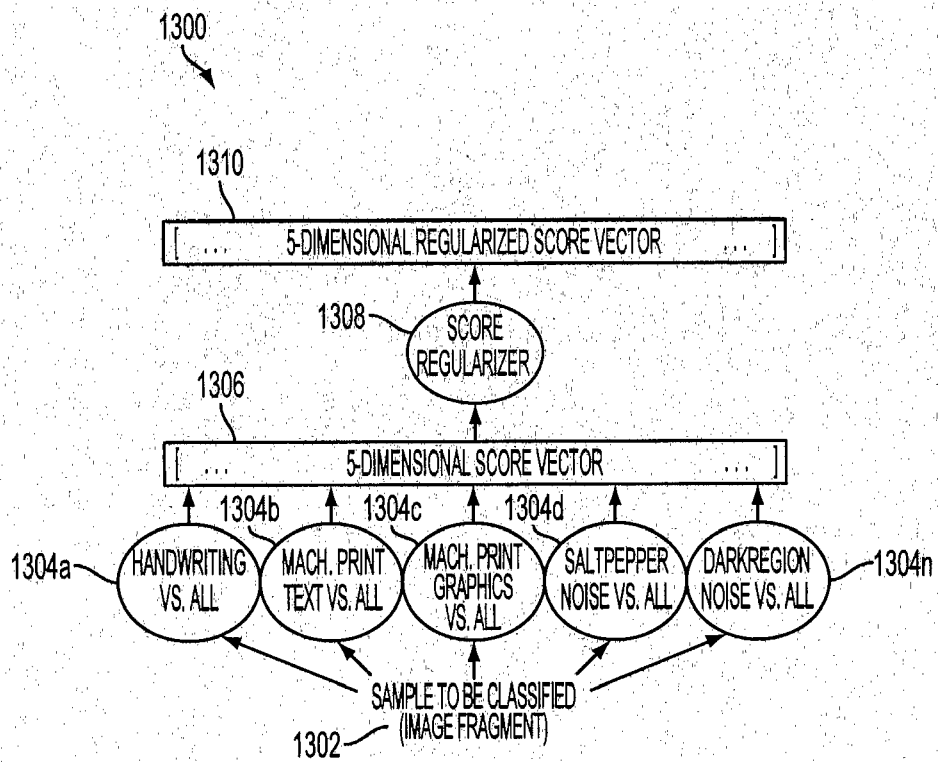 1300
1310
[ ... 5-DIMENSIONAL REGULARIZED SCORE VECTOR ... ]
1308
SCORE
REGULARIZER
1306
[ ... 5-DIMENSIONAL SCORE VECTOR ... ]
1304a
HANDWRITING
VS. ALL
1304b
MACH. PRINT
TEXT VS. ALL
1304c
MACH. PRINT
GRAPHICS
VS. ALL
1304d
SALTPEPPER
NOISE VS. ALL
DARKREGION
NOISE VS. ALL
1304n
SAMPLE TO BE CLASSIFIED
(IMAGE FRAGMENT)
1302